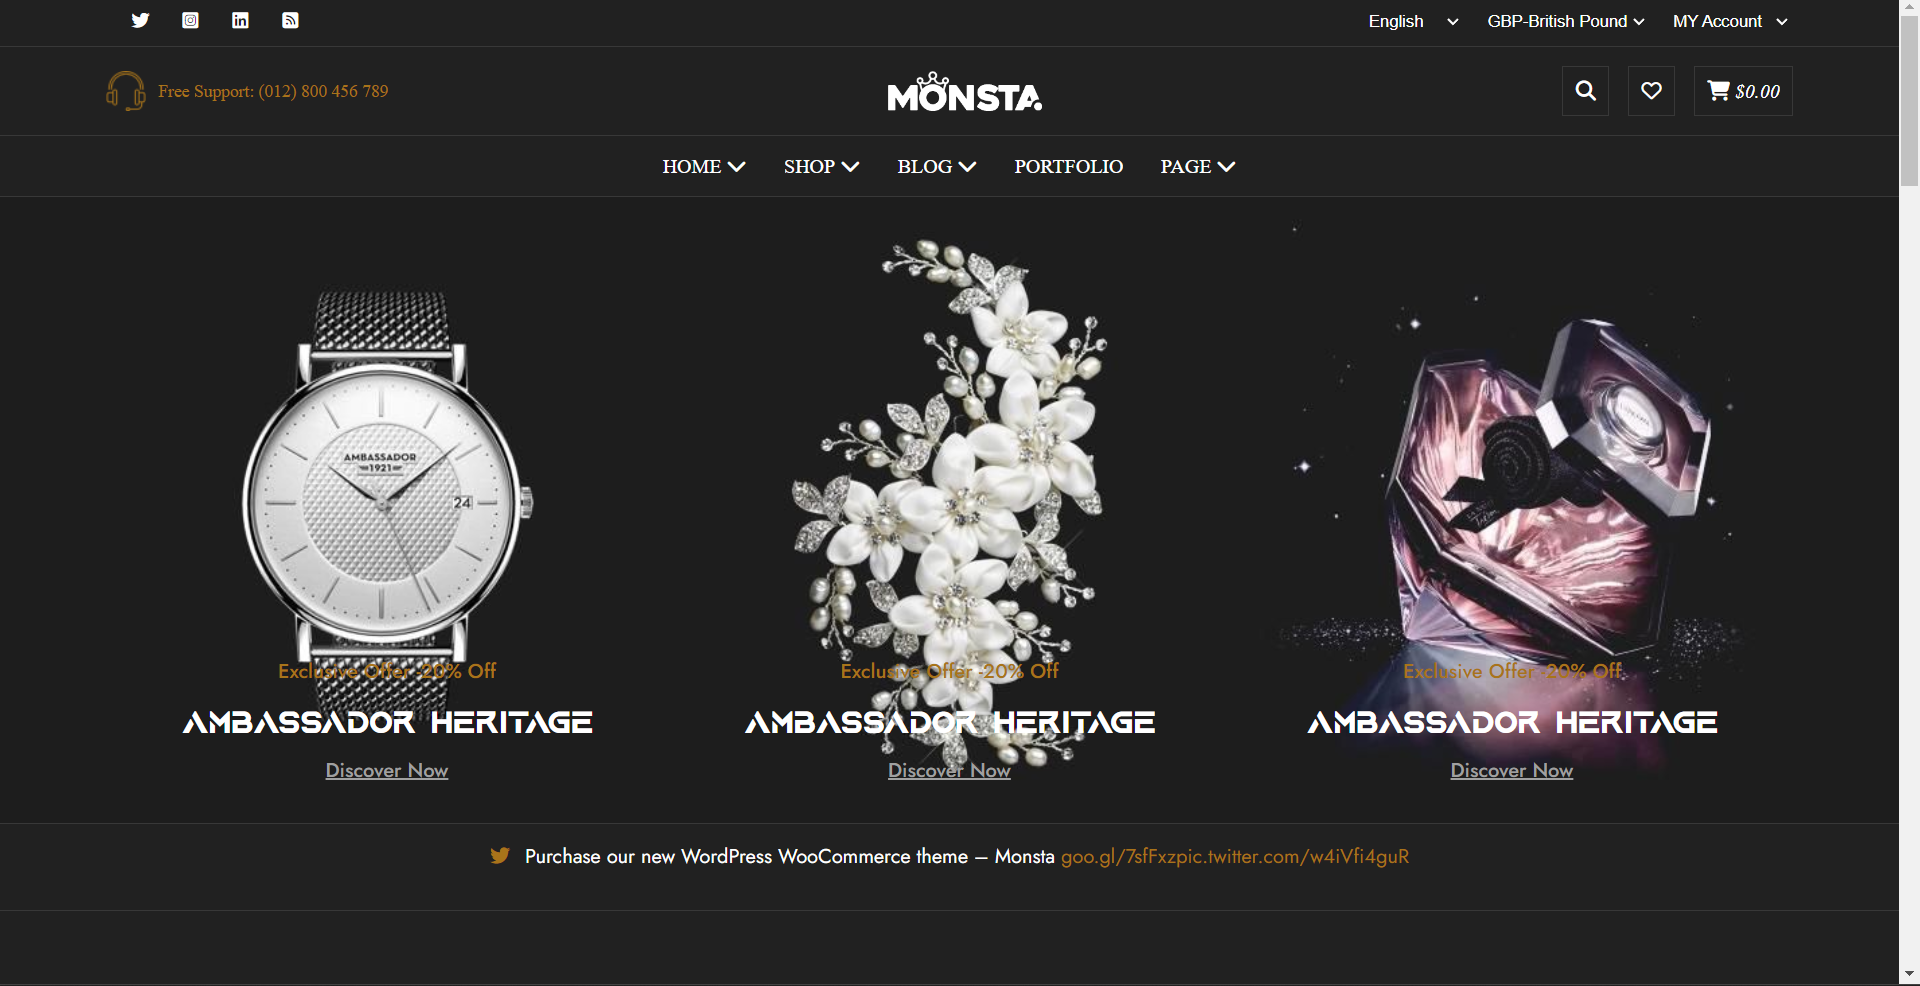 English
GBP-British Pound
MY Account
Free Support: (012) 800 456 789
MONSTA.
$0.00
HOME
SHOP
BLOG
PORTFOLIO
PAGE
AMBASSADOR
1921
24
Exclusive Offer -20% Off
AMBASSADOR HERITAGE
Discover Now
Exclusive Offer -20% Off
AMBASSADOR HERITAGE
Discover Now
Exclusive Offer -20% Off
AMBASSADOR HERITAGE
Discover Now
Purchase our new WordPress WooCommerce theme – Monsta goo.gl/7sfFxzpic.twitter.com/w4iVfi4guR